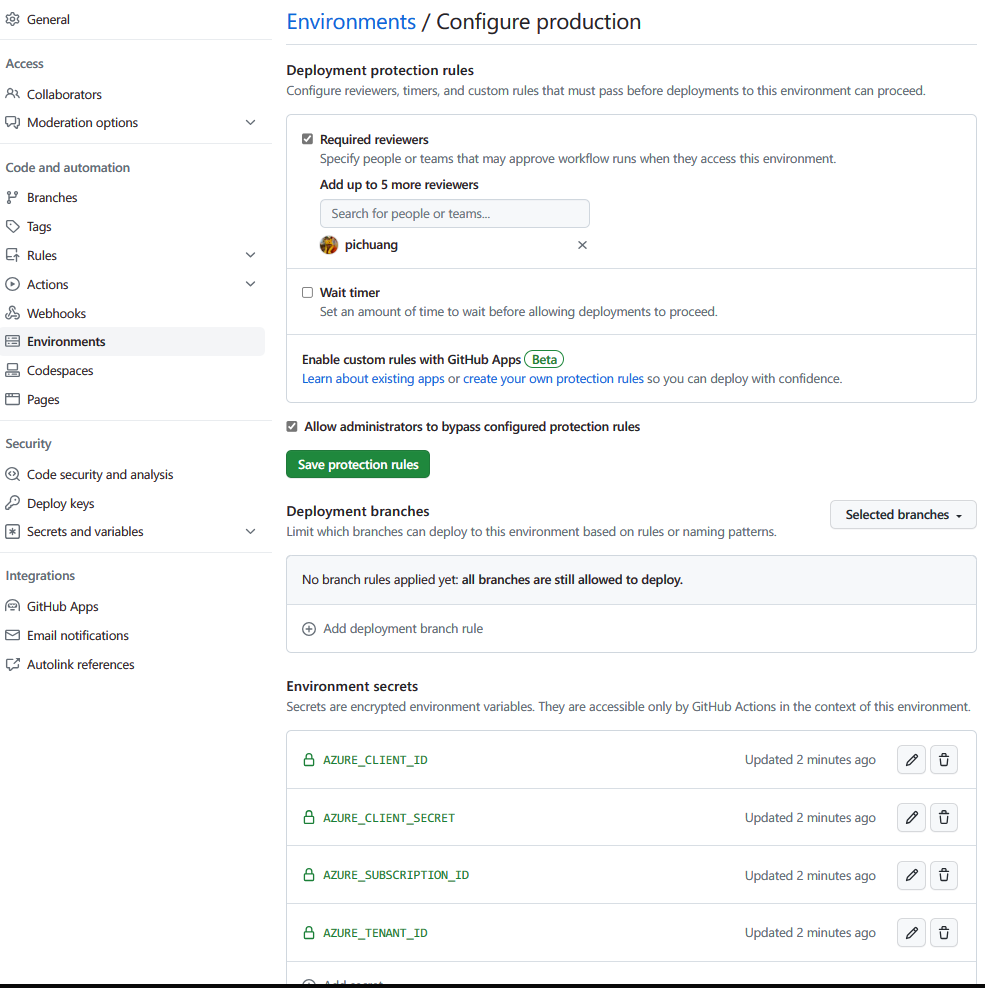 General
Access
Collaborators
Moderation options
Code and automation
Branches
Tags
Rules
Actions
Webhooks
Environments
Codespaces
Pages
Security
Code security and analysis
Deploy keys
Secrets and variables
Integrations
GitHub Apps
Email notifications
Autolink references
Environments / Configure production
Deployment protection rules
Configure reviewers, timers, and custom rules that must pass before deployments to this environment can proceed.
Required reviewers
Specify people or teams that may approve workflow runs when they access this environment.
Add up to 5 more reviewers
Search for people or teams...
pichuang
Wait timer
Set an amount of time to wait before allowing deployments to proceed.
Enable custom rules with GitHub Apps Beta
Learn about existing apps or create your own protection rules so you can deploy with confidence.
Allow administrators to bypass configured protection rules
Save protection rules
Deployment branches
Limit which branches can deploy to this environment based on rules or naming patterns.
Selected branches
No branch rules applied yet: all branches are still allowed to deploy.
Add deployment branch rule
Environment secrets
Secrets are encrypted environment variables. They are accessible only by GitHub Actions in the context of this environment.
AZURE_CLIENT_ID Updated 2 minutes ago
AZURE_CLIENT_SECRET Updated 2 minutes ago
AZURE_SUBSCRIPTION_ID Updated 2 minutes ago
AZURE_TENANT_ID Updated 2 minutes ago
Add secret